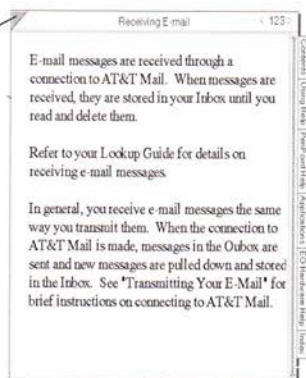 Receiving E-mail
< 123 >
E-mail messages are received through a
connection to AT&T Mail. When messages are
received, they are stored in your Inbox until you
read and delete them.
Refer to your Lookup Guide for details on
receiving e-mail messages.
In general, you receive e-mail messages the same
way you transmit them. When the connection to
AT&T Mail is made, messages in the Oubox are
sent and new messages are pulled down and stored
in the Inbox. See "Transmitting Your E-Mail" for
brief instructions on connecting to AT&T Mail.
Contents | Using Help | PenPoint Help | Applications | EO Hardware Help | Index